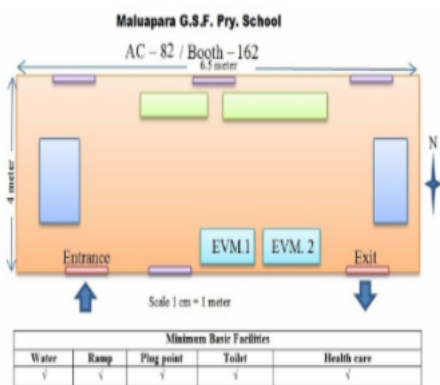 Maluapara G.S.F. Pry. School
AC – 82 / Booth – 162
6.5 meter
4 meter
N
EVM.1 EVM. 2
Entrance Exit
Scale 1 cm = 1 meter
Minimum Basic Facilities
Water Ramp Plug point Toilet Health care
√ √ √ √ √